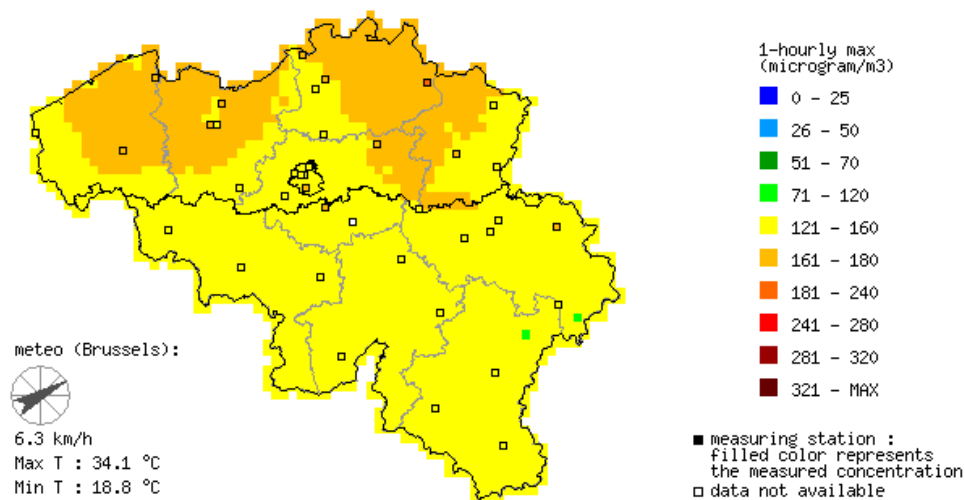 1-hourly max
(microgram/m3)
0 - 25
26 - 50
51 - 70
71 - 120
121 - 160
161 - 180
181 - 240
241 - 280
281 - 320
321 - MAX
meteo (Brussels):
6.3 km/h
Max T : 34.1 °C
Min T : 18.8 °C
measuring station :
filled color represents
the measured concentration
data not available